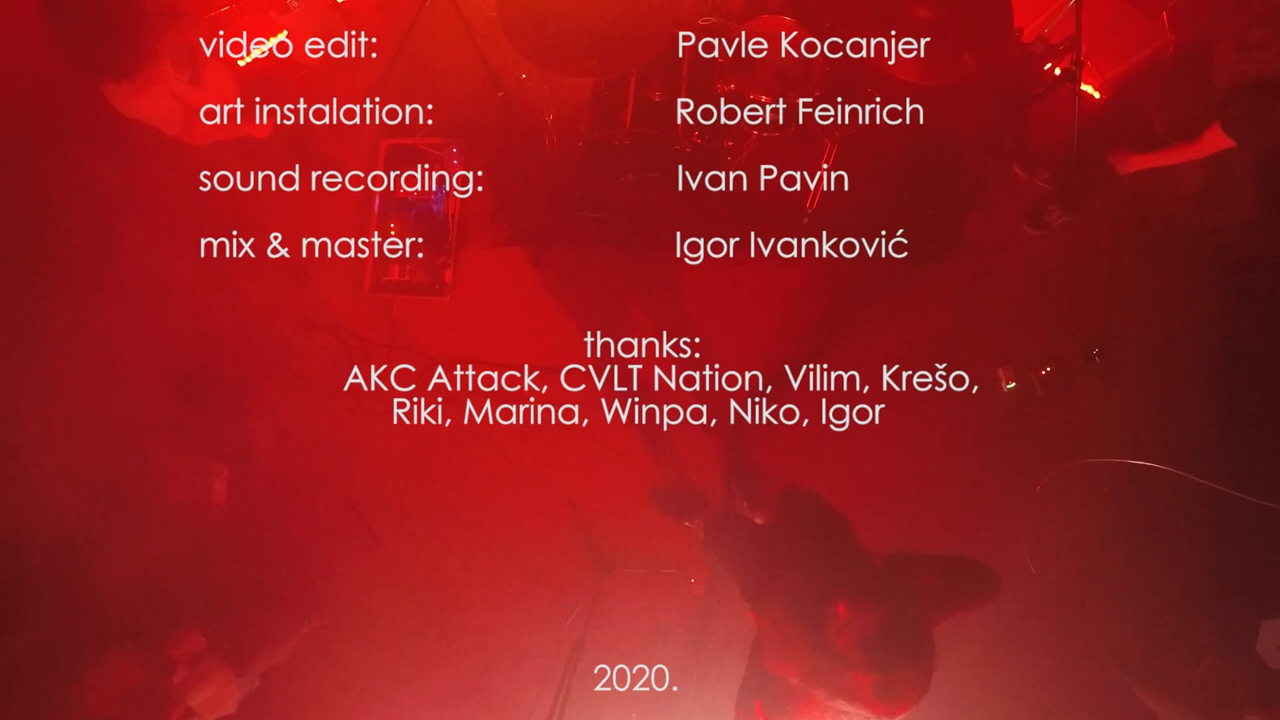 video edit: Pavle Kocanjer
art instalation: Robert Feinrich
sound recording: Ivan Pavin
mix & master: Igor Ivanković
thanks:
AKC Attack, CVLT Nation, Vilim, Krešo,
Riki, Marina, Winpa, Niko, Igor
2020.